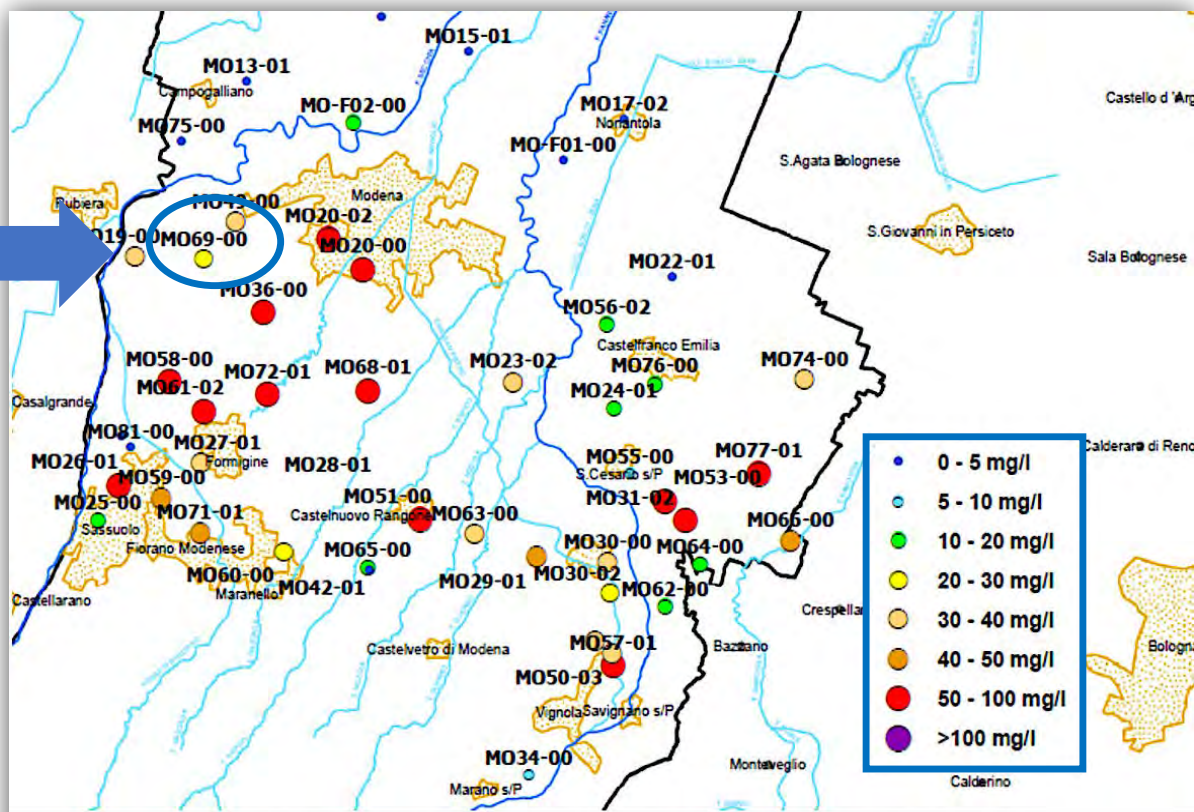 MO15-01
MO13-01
Campogalliano
MO-F02-00
MO17-02
Nonantola
Castello d 'Arg
MO75-00
MO-F01-00
S.Agata Bolognese
Rubiera
Modena
MO49-00
MO20-02
MO19-00
MO69-00
MO20-00
S.Giovanni in Persiceto
Sala Bolognese
MO22-01
MO36-00
MO56-02
Castelfranco Emilia
MO58-00
MO72-01
MO68-01
MO23-02
MO76-00
MO74-00
MO61-02
MO24-01
Casalgrande
MO81-00
MO27-01
Formigine
MO26-01
MO59-00
MO28-01
MO55-00
S.Cesario s/P
MO77-01
MO53-00
Calderara di Reno
MO25-00
Sassuolo
MO51-00
Castelnuovo Rangone
MO63-00
MO31-02
MO71-01
Fiorano Modenese
MO66-00
MO65-00
MO30-00
MO64-00
MO60-00
Maranello
MO42-01
MO29-01
MO30-02
MO62-00
Castellarano
Crespella
Castelvetro di Modena
MO57-01
Bazzano
Bologna
MO50-03
Vignola
Savignano s/P
MO34-00
Marano s/P
Monteveglio
Calderino
0 - 5 mg/l
5 - 10 mg/l
10 - 20 mg/l
20 - 30 mg/l
30 - 40 mg/l
40 - 50 mg/l
50 - 100 mg/l
>100 mg/l